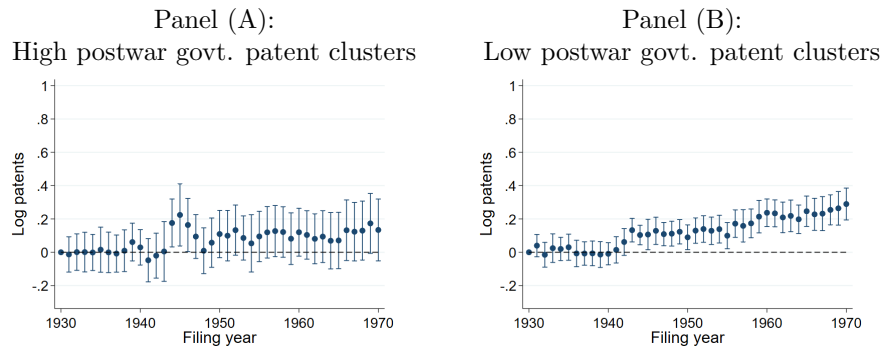 Panel (A):
High postwar govt. patent clusters
1
.8
.6
.4
.2
0
-.2
Log patents
1930 1940 1950 1960 1970
Filing year
Panel (B):
Low postwar govt. patent clusters
1
.8
.6
.4
.2
0
-.2
Log patents
1930 1940 1950 1960 1970
Filing year